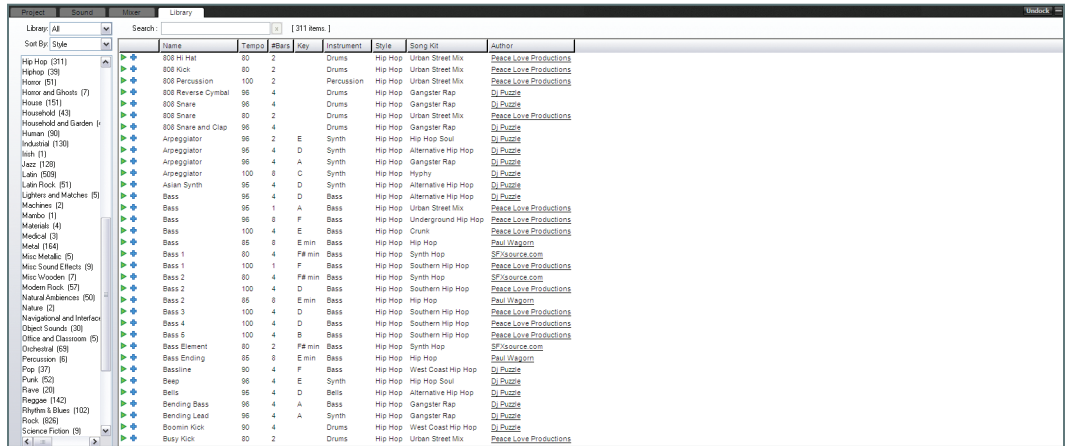 Project Sound Mixer Library Undock
Library: All Search: x [ 311 items. ]
Sort By: Style
Name Tempo #Bars Key Instrument Style Song Kit Author
Hip Hop (311)
Hiphop (39)
Horror (51)
Horror and Ghosts (7)
House (151)
Household (43)
Household and Garden (
Human (90)
Industrial (130)
Irish (1)
Jazz (128)
Latin (509)
Latin Rock (51)
Lighters and Matches (5)
Machines (2)
Mambo (1)
Materials (4)
Medical (3)
Metal (164)
Misc Metallic (5)
Misc Sound Effects (9)
Misc Wooden (7)
Modern Rock (57)
Natural Ambiences (50)
Nature (2)
Navigational and Interface
Object Sounds (30)
Office and Classroom (5)
Orchestral (69)
Percussion (6)
Pop (37)
Punk (52)
Rave (20)
Reggae (142)
Rhythm & Blues (102)
Rock (826)
Science Fiction (9)
808 Hi Hat 80 2 Drums Hip Hop Urban Street Mix Peace Love Productions
808 Kick 80 2 Drums Hip Hop Urban Street Mix Peace Love Productions
808 Percussion 100 2 Percussion Hip Hop Urban Street Mix Peace Love Productions
808 Reverse Cymbal 96 4 Drums Hip Hop Gangster Rap Dj Puzzle
808 Snare 96 4 Drums Hip Hop Gangster Rap Dj Puzzle
808 Snare 80 2 Drums Hip Hop Urban Street Mix Peace Love Productions
808 Snare and Clap 96 4 Drums Hip Hop Gangster Rap Dj Puzzle
Arpeggiator 96 2 E Synth Hip Hop Hip Hop Soul Dj Puzzle
Arpeggiator 95 4 D Synth Hip Hop Alternative Hip Hop Dj Puzzle
Arpeggiator 96 4 A Synth Hip Hop Gangster Rap Dj Puzzle
Arpeggiator 100 8 C Synth Hip Hop Hyphy Dj Puzzle
Asian Synth 95 4 D Synth Hip Hop Alternative Hip Hop Dj Puzzle
Bass 95 4 D Bass Hip Hop Alternative Hip Hop Dj Puzzle
Bass 95 1 A Bass Hip Hop Urban Street Mix Peace Love Productions
Bass 96 8 F Bass Hip Hop Underground Hip Hop Peace Love Productions
Bass 100 4 E Bass Hip Hop Crunk Peace Love Productions
Bass 85 8 E min Bass Hip Hop Hip Hop Paul Wagorn
Bass 1 80 4 F# min Bass Hip Hop Synth Hop SFXsource.com
Bass 1 100 1 F Bass Hip Hop Southern Hip Hop Peace Love Productions
Bass 2 80 4 F# min Bass Hip Hop Synth Hop SFXsource.com
Bass 2 100 4 D Bass Hip Hop Southern Hip Hop Peace Love Productions
Bass 2 85 8 E min Bass Hip Hop Hip Hop Paul Wagorn
Bass 3 100 4 D Bass Hip Hop Southern Hip Hop Peace Love Productions
Bass 4 100 4 D Bass Hip Hop Southern Hip Hop Peace Love Productions
Bass 5 100 4 B Bass Hip Hop Southern Hip Hop Peace Love Productions
Bass Element 80 2 F# min Bass Hip Hop Synth Hop SFXsource.com
Bass Ending 85 8 E min Bass Hip Hop Hip Hop Paul Wagorn
Bassline 90 4 F Bass Hip Hop West Coast Hip Hop Dj Puzzle
Beep 96 4 E Synth Hip Hop Hip Hop Soul Dj Puzzle
Bells 95 4 D Bells Hip Hop Alternative Hip Hop Dj Puzzle
Bending Bass 96 4 A Bass Hip Hop Gangster Rap Dj Puzzle
Bending Lead 96 4 A Synth Hip Hop Gangster Rap Dj Puzzle
Boomin Kick 90 4 Drums Hip Hop West Coast Hip Hop Dj Puzzle
Busy Kick 80 2 Drums Hip Hop Urban Street Mix Peace Love Productions